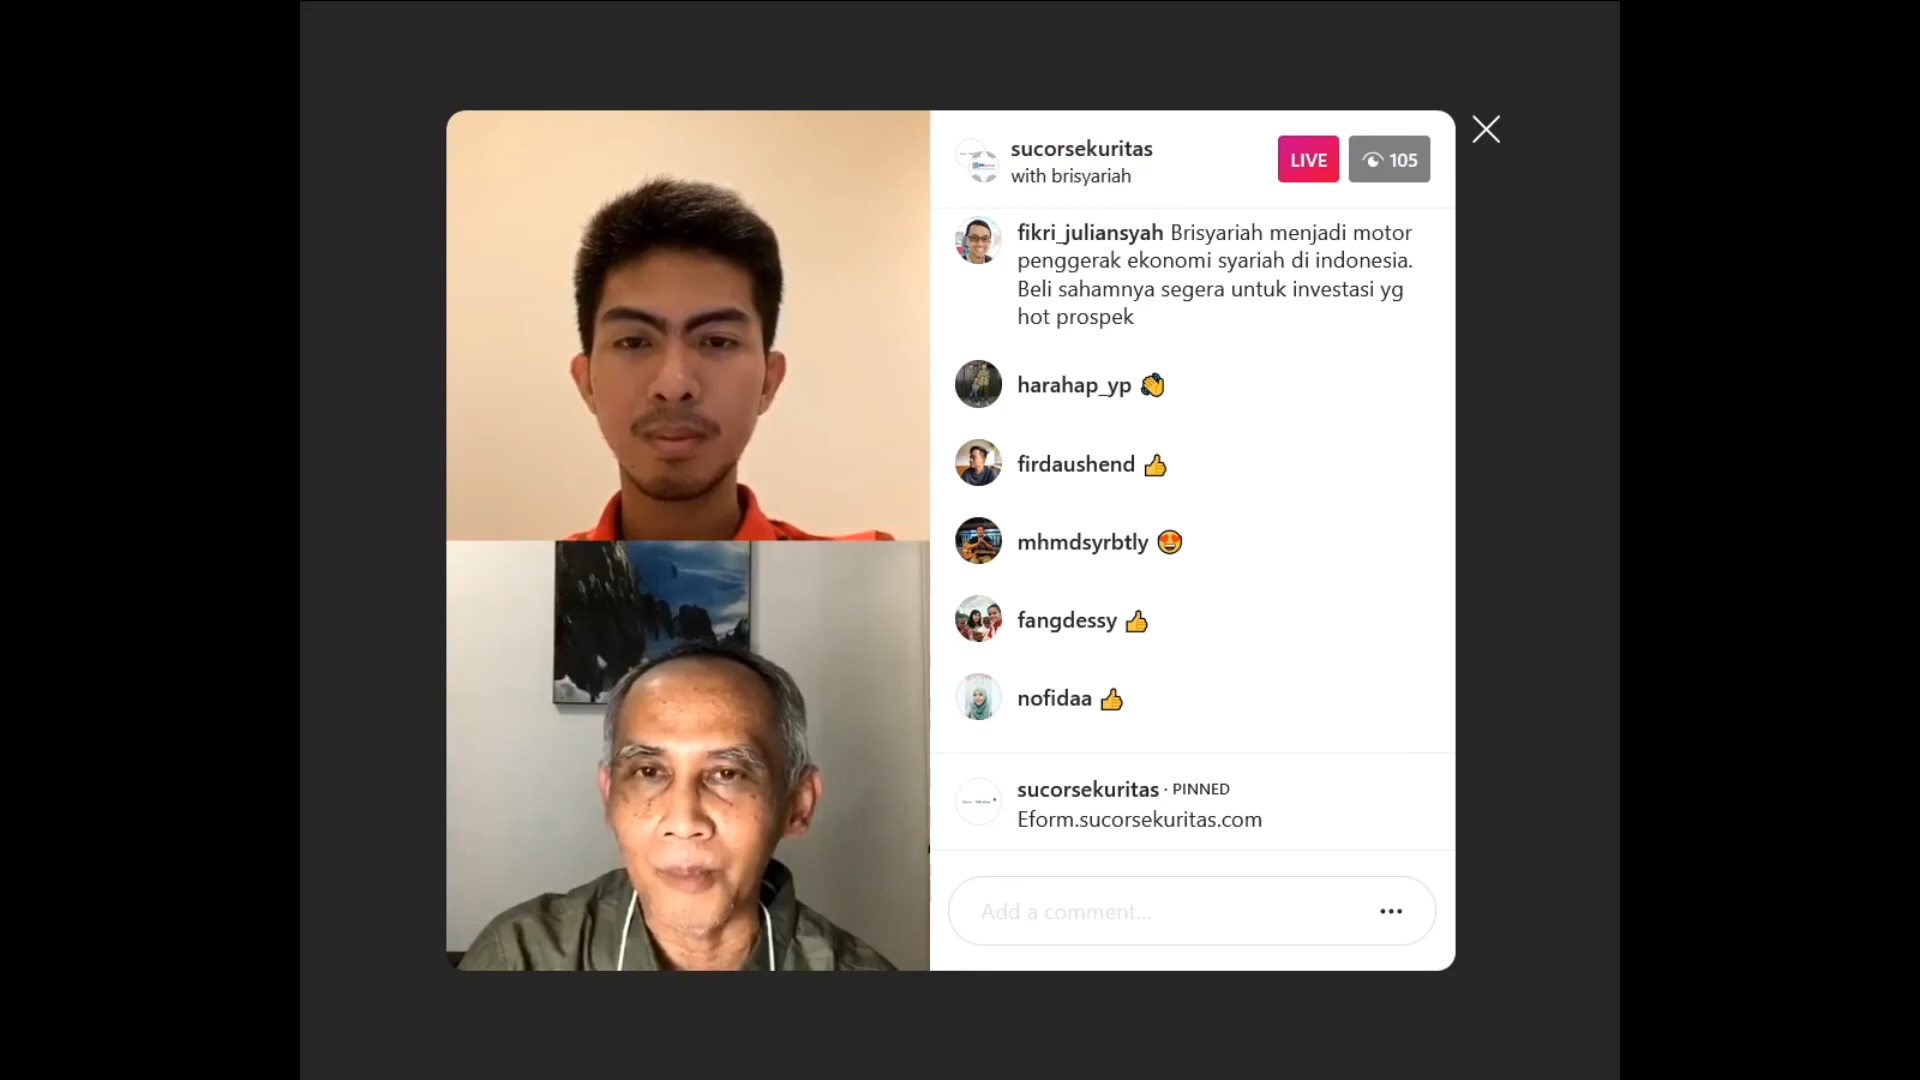 sucorsekuritas
with brisyariah
LIVE
105
fikri_juliansyah Brisyariah menjadi motor
penggerak ekonomi syariah di indonesia.
Beli sahamnya segera untuk investasi yg
hot prospek
harahap_yp 👏
firdaushend 👍
mhmdsyrbtly 😍
fangdessy 👍
nofidaa 👍
sucorsekuritas · PINNED
Eform.sucorsekuritas.com
Add a comment...